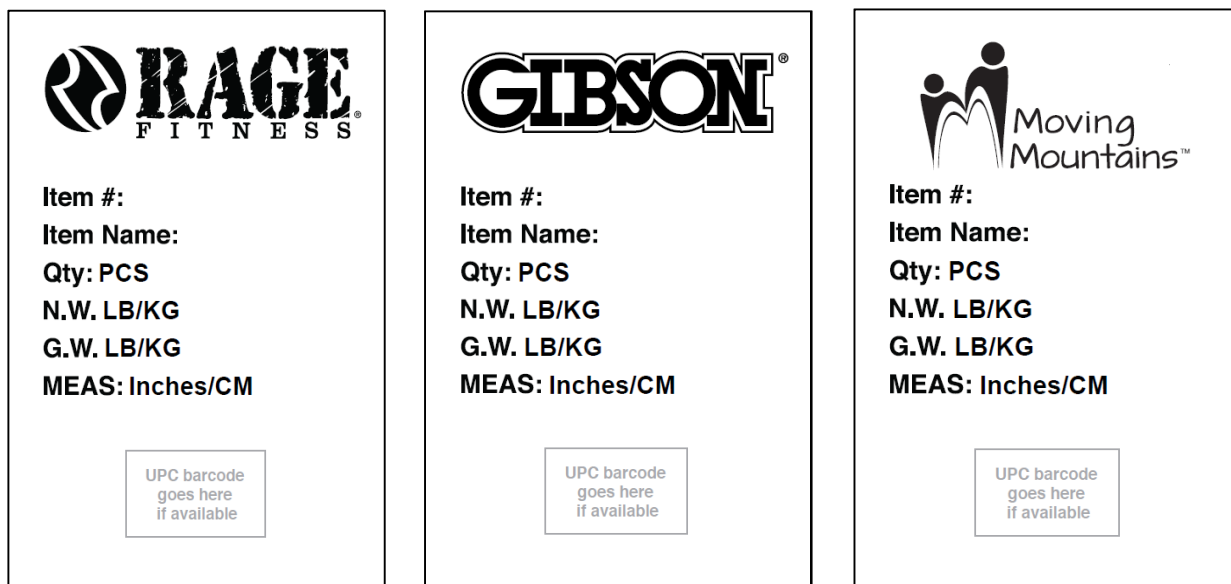 RAGE®
FITNESS
Item #:
Item Name:
Qty: PCS
N.W. LB/KG
G.W. LB/KG
MEAS: Inches/CM
UPC barcode
goes here
if available
GIBSON®
Item #:
Item Name:
Qty: PCS
N.W. LB/KG
G.W. LB/KG
MEAS: Inches/CM
UPC barcode
goes here
if available
Moving
Mountains™
Item #:
Item Name:
Qty: PCS
N.W. LB/KG
G.W. LB/KG
MEAS: Inches/CM
UPC barcode
goes here
if available